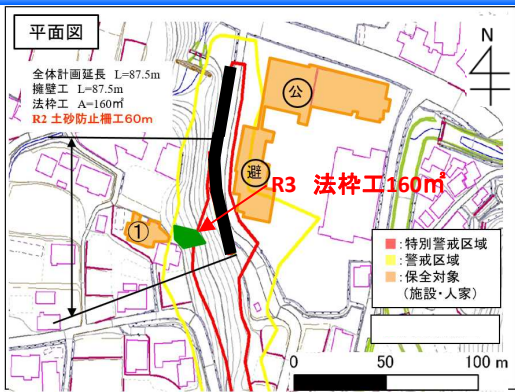 平面図
全体計画延長 L=87.5m
擁壁工 L=87.5m
法枠工 A=160㎡
R2 土砂防止柵工60m
N
公
避
R3 法枠工160㎡
①
:特別警戒区域
:警戒区域
:保全対象
(施設・人家)
0 50 100 m